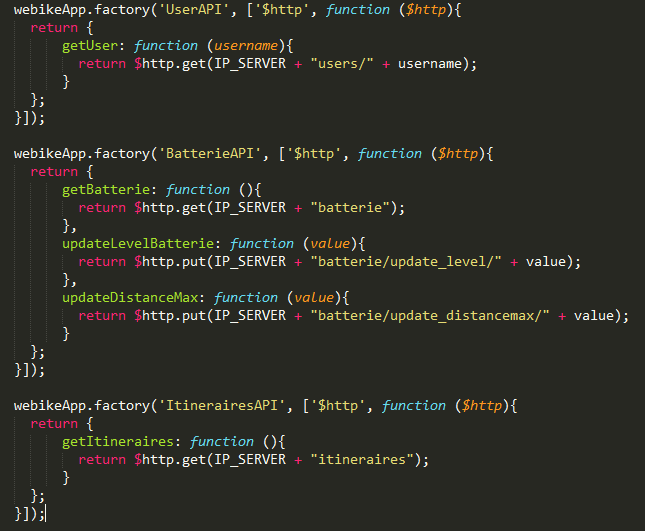 webikeApp.factory('UserAPI', ['$http', function ($http){
  return {
      getUser: function (username){
        return $http.get(IP_SERVER + "users/" + username);
      }
  };
}]);

webikeApp.factory('BatterieAPI', ['$http', function ($http){
  return {
      getBatterie: function (){
        return $http.get(IP_SERVER + "batterie");
      },
      updateLevelBatterie: function (value){
        return $http.put(IP_SERVER + "batterie/update_level/" + value);
      },
      updateDistanceMax: function (value){
        return $http.put(IP_SERVER + "batterie/update_distancemax/" + value);
      }
  };
}]);

webikeApp.factory('ItinerairesAPI', ['$http', function ($http){
  return {
      getItineraires: function (){
        return $http.get(IP_SERVER + "itineraires");
      }
  };
}]);